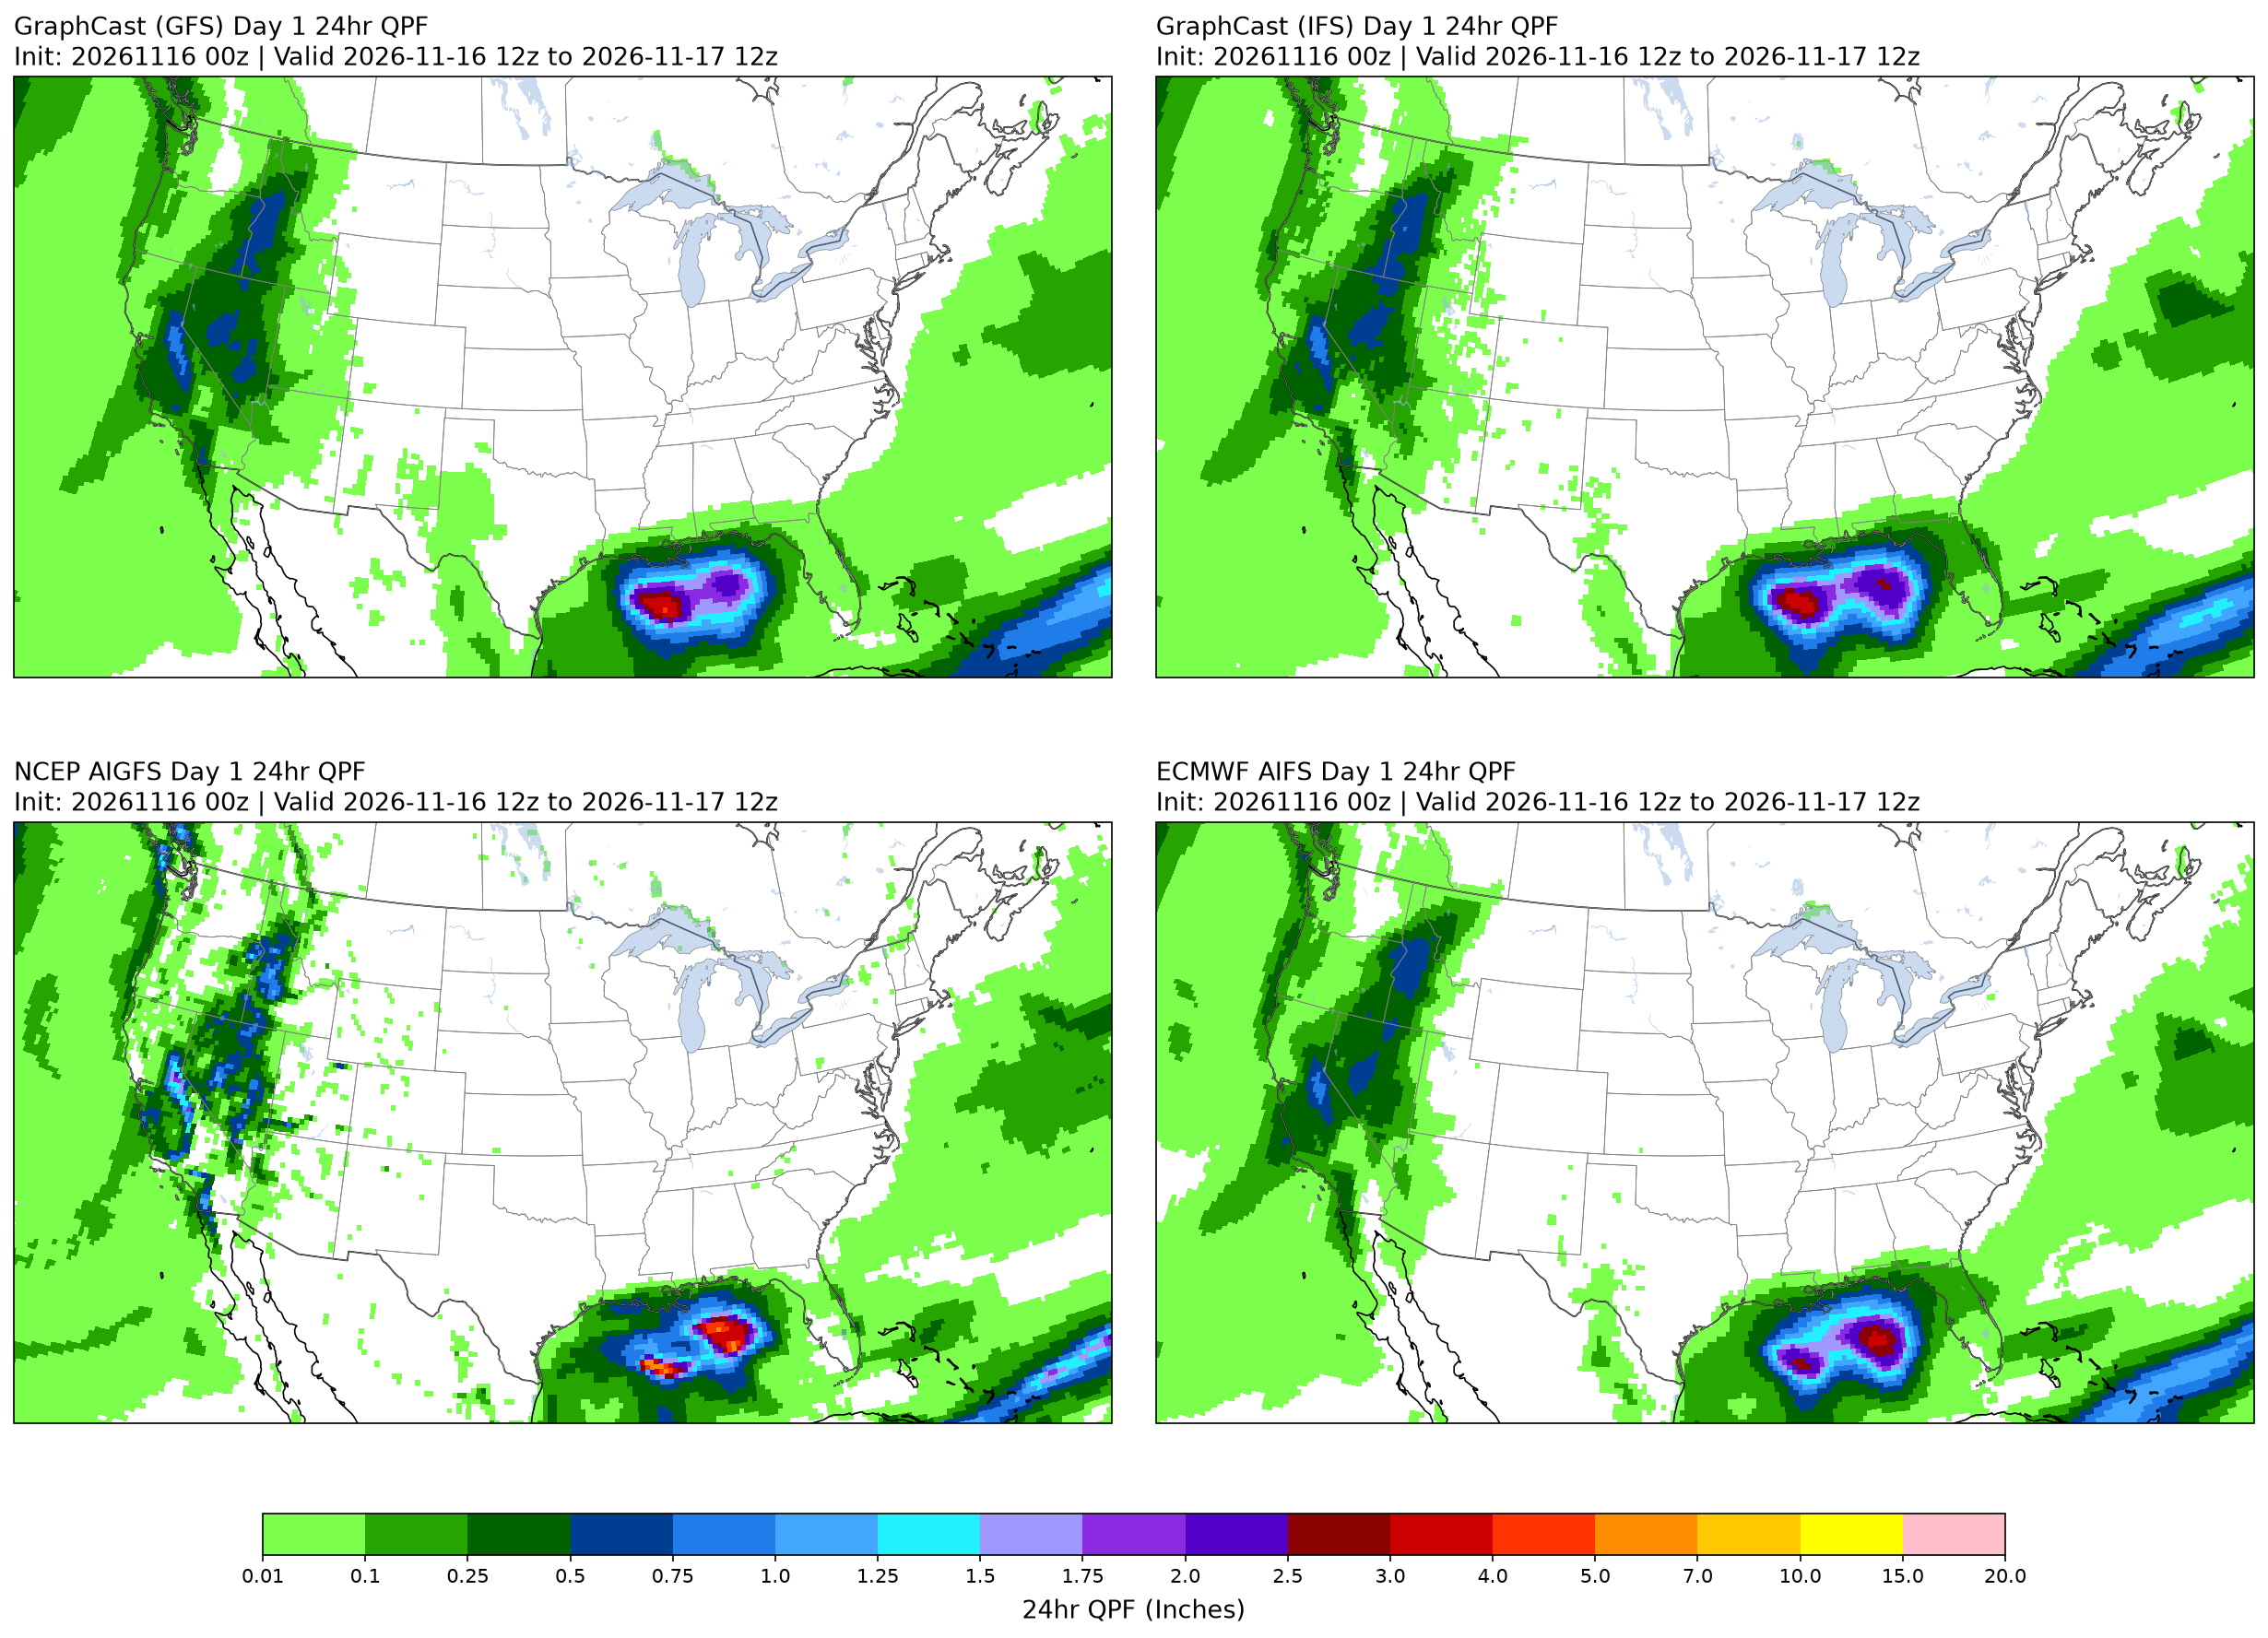 GraphCast (GFS) Day 1 24hr QPF
Init: 20261116 00z | Valid 2026-11-16 12z to 2026-11-17 12z
GraphCast (IFS) Day 1 24hr QPF
Init: 20261116 00z | Valid 2026-11-16 12z to 2026-11-17 12z
NCEP AIGFS Day 1 24hr QPF
Init: 20261116 00z | Valid 2026-11-16 12z to 2026-11-17 12z
ECMWF AIFS Day 1 24hr QPF
Init: 20261116 00z | Valid 2026-11-16 12z to 2026-11-17 12z
0.01 0.1 0.25 0.5 0.75 1.0 1.25 1.5 1.75 2.0 2.5 3.0 4.0 5.0 7.0 10.0 15.0 20.0
24hr QPF (Inches)